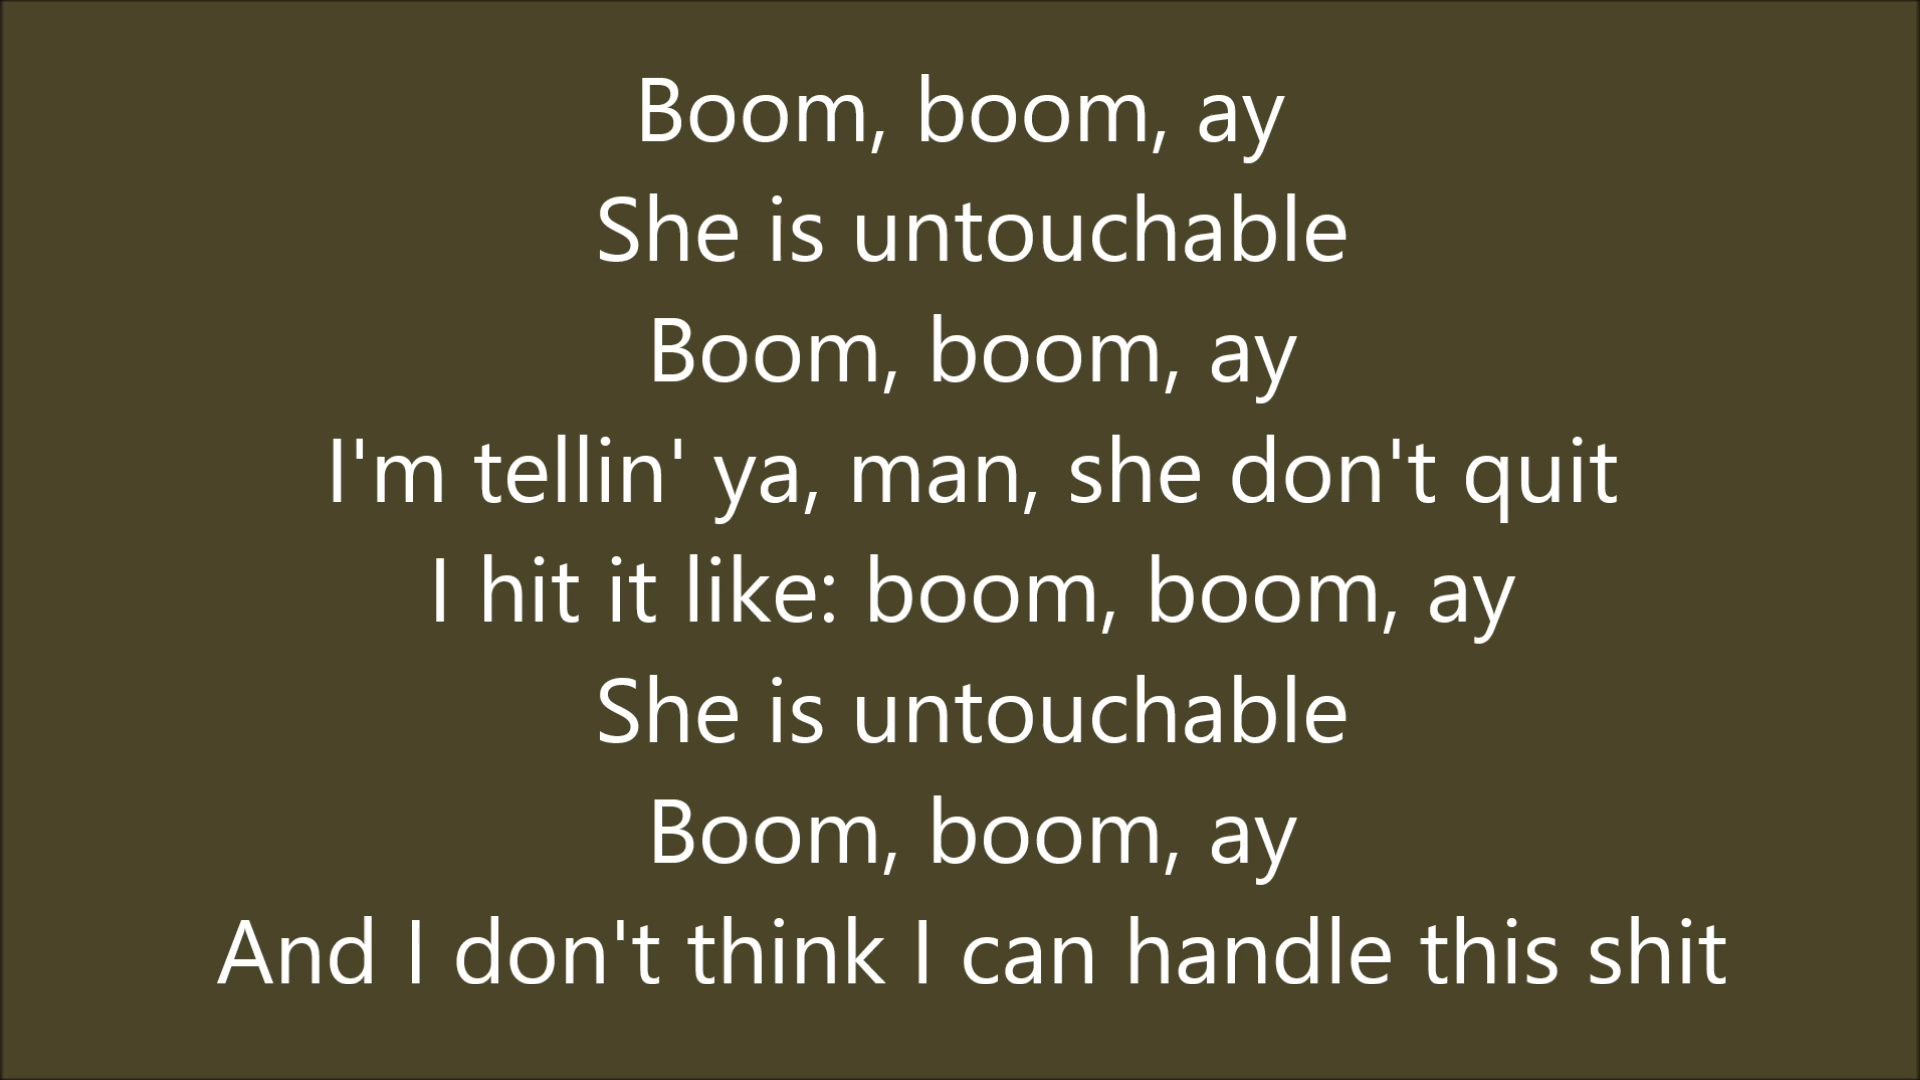 Boom, boom, ay
She is untouchable
Boom, boom, ay
I'm tellin' ya, man, she don't quit
I hit it like: boom, boom, ay
She is untouchable
Boom, boom, ay
And I don't think I can handle this shit